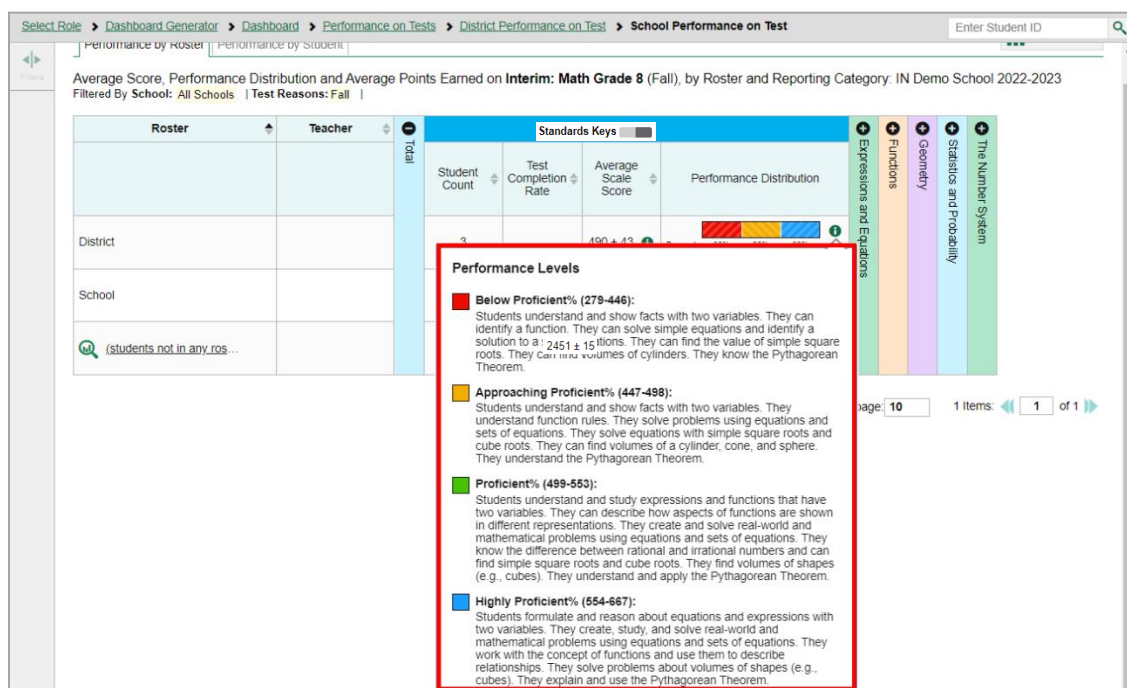 Select Role > Dashboard Generator > Dashboard > Performance on Tests > District Performance on Test > School Performance on Test
Enter Student ID
Performance by Roster Performance by Student
Filters
Average Score, Performance Distribution and Average Points Earned on Interim: Math Grade 8 (Fall), by Roster and Reporting Category: IN Demo School 2022-2023
Filtered By School: All Schools | Test Reasons: Fall |
Roster Teacher Total Standards Keys
Student Count Test Completion Rate Average Scale Score Performance Distribution
Expressions and Equations
Functions
Geometry
Statistics and Probability
The Number System
District 3 490 ± 43
School
(students not in any ros...
page: 10 1 Items: 1 of 1
Performance Levels
Below Proficient% (279-446):
Students understand and show facts with two variables. They can
identify a function. They can solve simple equations and identify a
solution to a 2451 ± 15 tions. They can find the value of simple square
roots. They can find volumes of cylinders. They know the Pythagorean
Theorem.
Approaching Proficient% (447-498):
Students understand and show facts with two variables. They
understand function rules. They solve problems using equations and
sets of equations. They solve equations with simple square roots and
cube roots. They can find volumes of a cylinder, cone, and sphere.
They understand the Pythagorean Theorem.
Proficient% (499-553):
Students understand and study expressions and functions that have
two variables. They can describe how aspects of functions are shown
in different representations. They create and solve real-world and
mathematical problems using equations and sets of equations. They
know the difference between rational and irrational numbers and can
find simple square roots and cube roots. They find volumes of shapes
(e.g., cubes). They understand and apply the Pythagorean Theorem.
Highly Proficient% (554-667):
Students formulate and reason about equations and expressions with
two variables. They create, study, and solve real-world and
mathematical problems using equations and sets of equations. They
work with the concept of functions and use them to describe
relationships. They solve problems about volumes of shapes (e.g.,
cubes). They explain and use the Pythagorean Theorem.